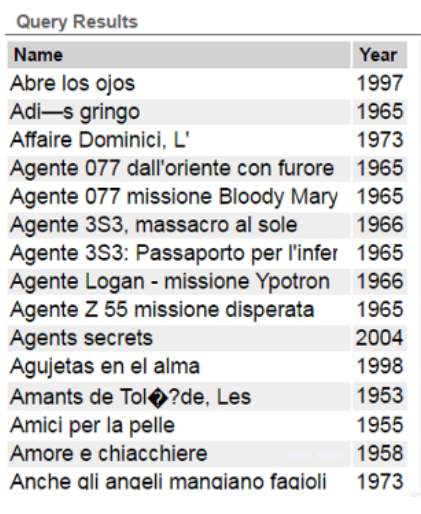 Query Results
Name Year
Abre los ojos 1997
Adi—s gringo 1965
Affaire Dominici, L' 1973
Agente 077 dall'oriente con furore 1965
Agente 077 missione Bloody Mary 1965
Agente 3S3, massacro al sole 1966
Agente 3S3: Passaporto per l'infer 1965
Agente Logan - missione Ypotron 1966
Agente Z 55 missione disperata 1965
Agents secrets 2004
Agujetas en el alma 1998
Amants de Tol�?de, Les 1953
Amici per la pelle 1955
Amore e chiacchiere 1958
Anche gli angeli mangiano fagioli 1973